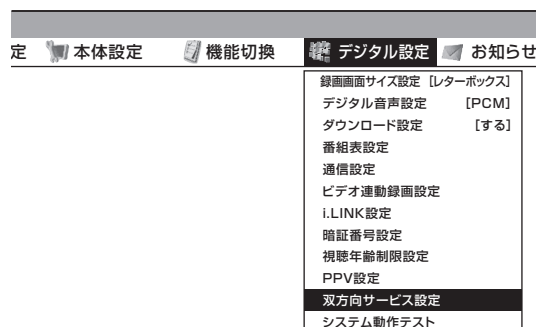 定 本体設定 機能切換 デジタル設定 お知らせ
録画画面サイズ設定 [レターボックス]
デジタル音声設定 [PCM]
ダウンロード設定 [する]
番組表設定
通信設定
ビデオ連動録画設定
i.LINK設定
暗証番号設定
視聴年齢制限設定
PPV設定
双方向サービス設定
システム動作テスト